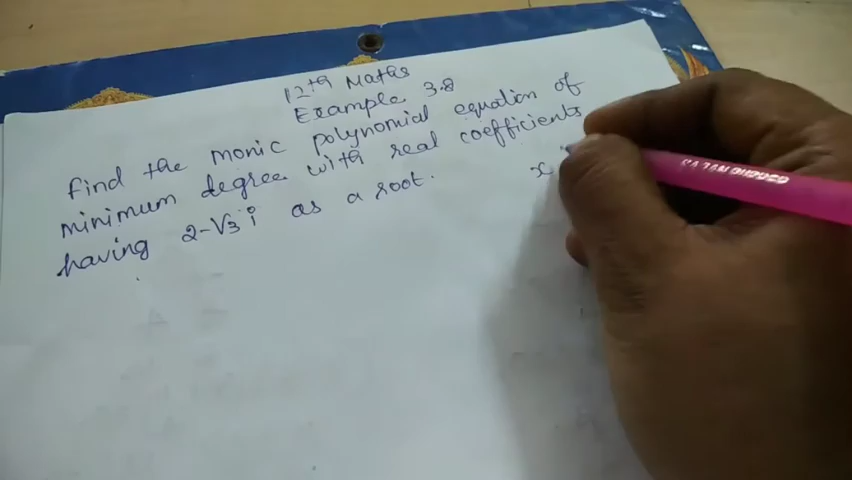 12th Maths
Example 3.8
Find the monic polynomial equation of
minimum degree with real coefficients
having 2-√3 i as a root.
x